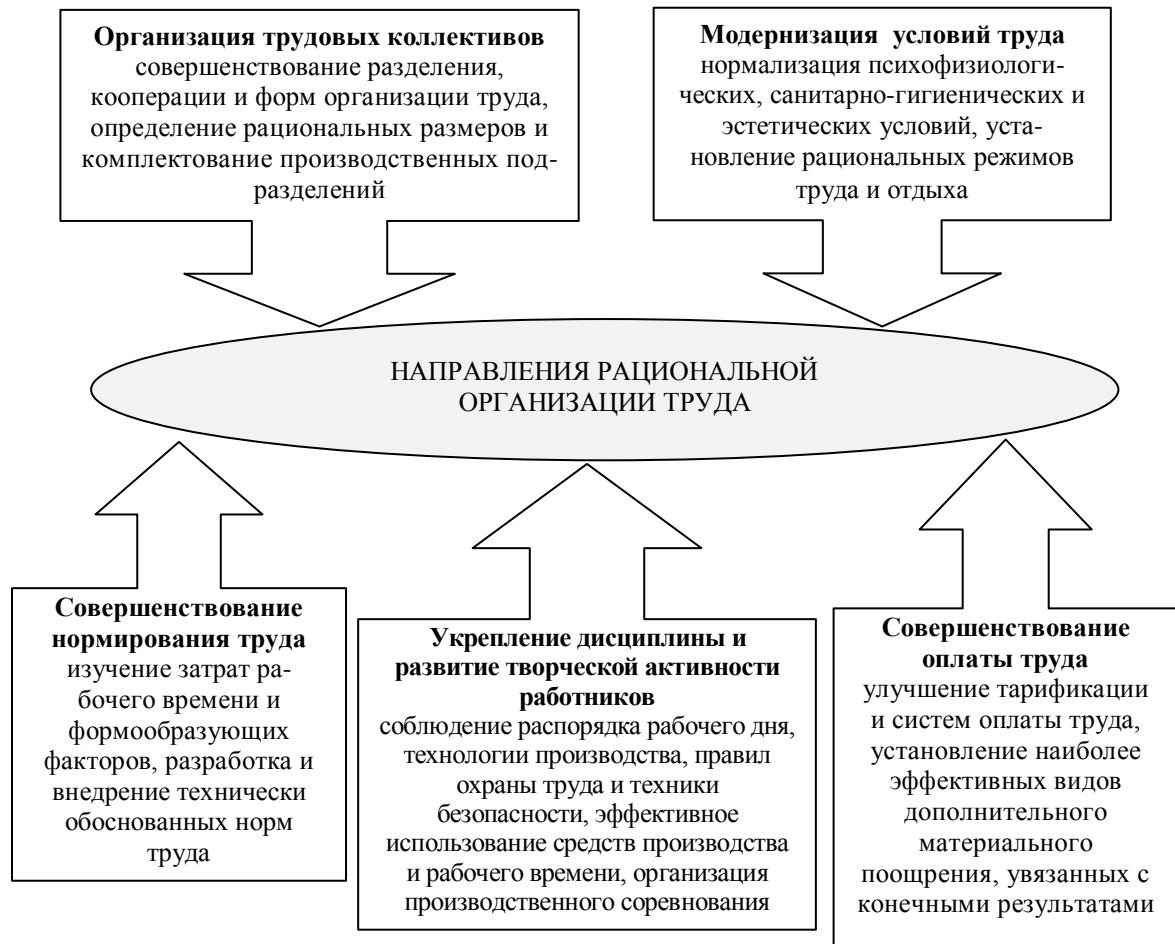 Организация трудовых коллективов
совершенствование разделения,
кооперации и форм организации труда,
определение рациональных размеров и
комплектование производственных под-
разделений
Модернизация условий труда
нормализация психофизиологи-
ческих, санитарно-гигиенических и
эстетических условий, уста-
новление рациональных режимов
труда и отдыха
НАПРАВЛЕНИЯ РАЦИОНАЛЬНОЙ
ОРГАНИЗАЦИИ ТРУДА
Совершенствование
нормирования труда
изучение затрат ра-
бочего времени и
формообразующих
факторов, разработка и
внедрение технически
обоснованных норм
труда
Укрепление дисциплины и
развитие творческой активности
работников
соблюдение распорядка рабочего дня,
технологии производства, правил
охраны труда и техники
безопасности, эффективное
использование средств производства
и рабочего времени, организация
производственного соревнования
Совершенствование
оплаты труда
улучшение тарификации
и систем оплаты труда,
установление наиболее
эффективных видов
дополнительного
материального
поощрения, увязанных с
конечными результатами